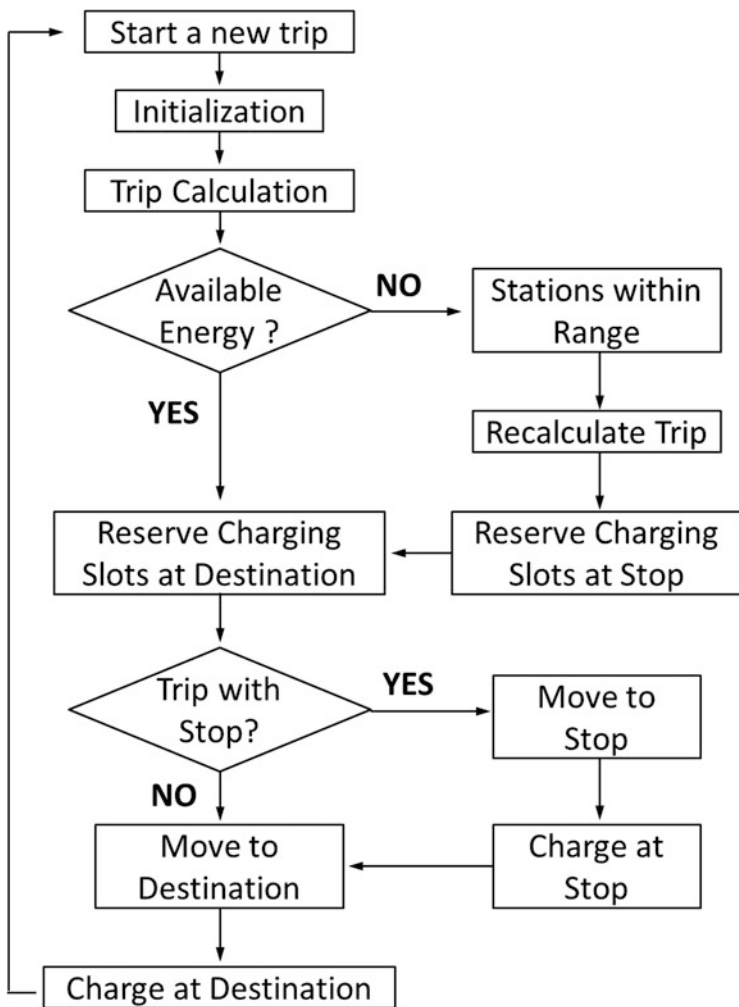 Start a new trip
Initialization
Trip Calculation
Available
Energy ?
NO
Stations within
Range
YES
Recalculate Trip
Reserve Charging
Slots at Destination
Reserve Charging
Slots at Stop
Trip with
Stop?
YES
Move to
Stop
NO
Move to
Destination
Charge at
Stop
Charge at Destination